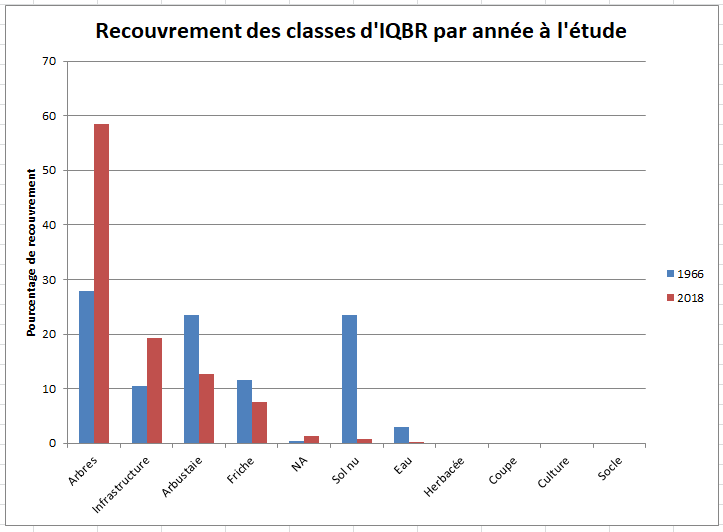 Recouvrement des classes d'IQBR par année à l'étude
Pourcentage de recouvrement
70
60
50
40
30
20
10
0
Arbres
Infrastructure
Arbustaie
Friche
NA
Sol nu
Eau
Herbacée
Coupe
Culture
Socle
1966
2018